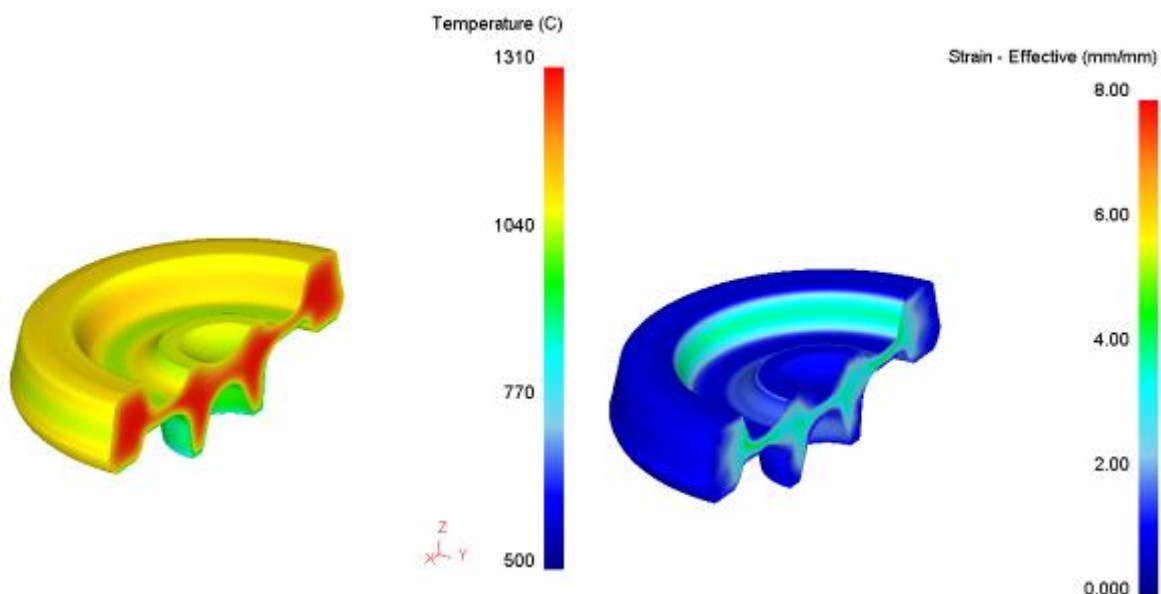 Temperature (C)
1310
1040
770
500
Z
X
Y
Strain - Effective (mm/mm)
8.00
6.00
4.00
2.00
0.000